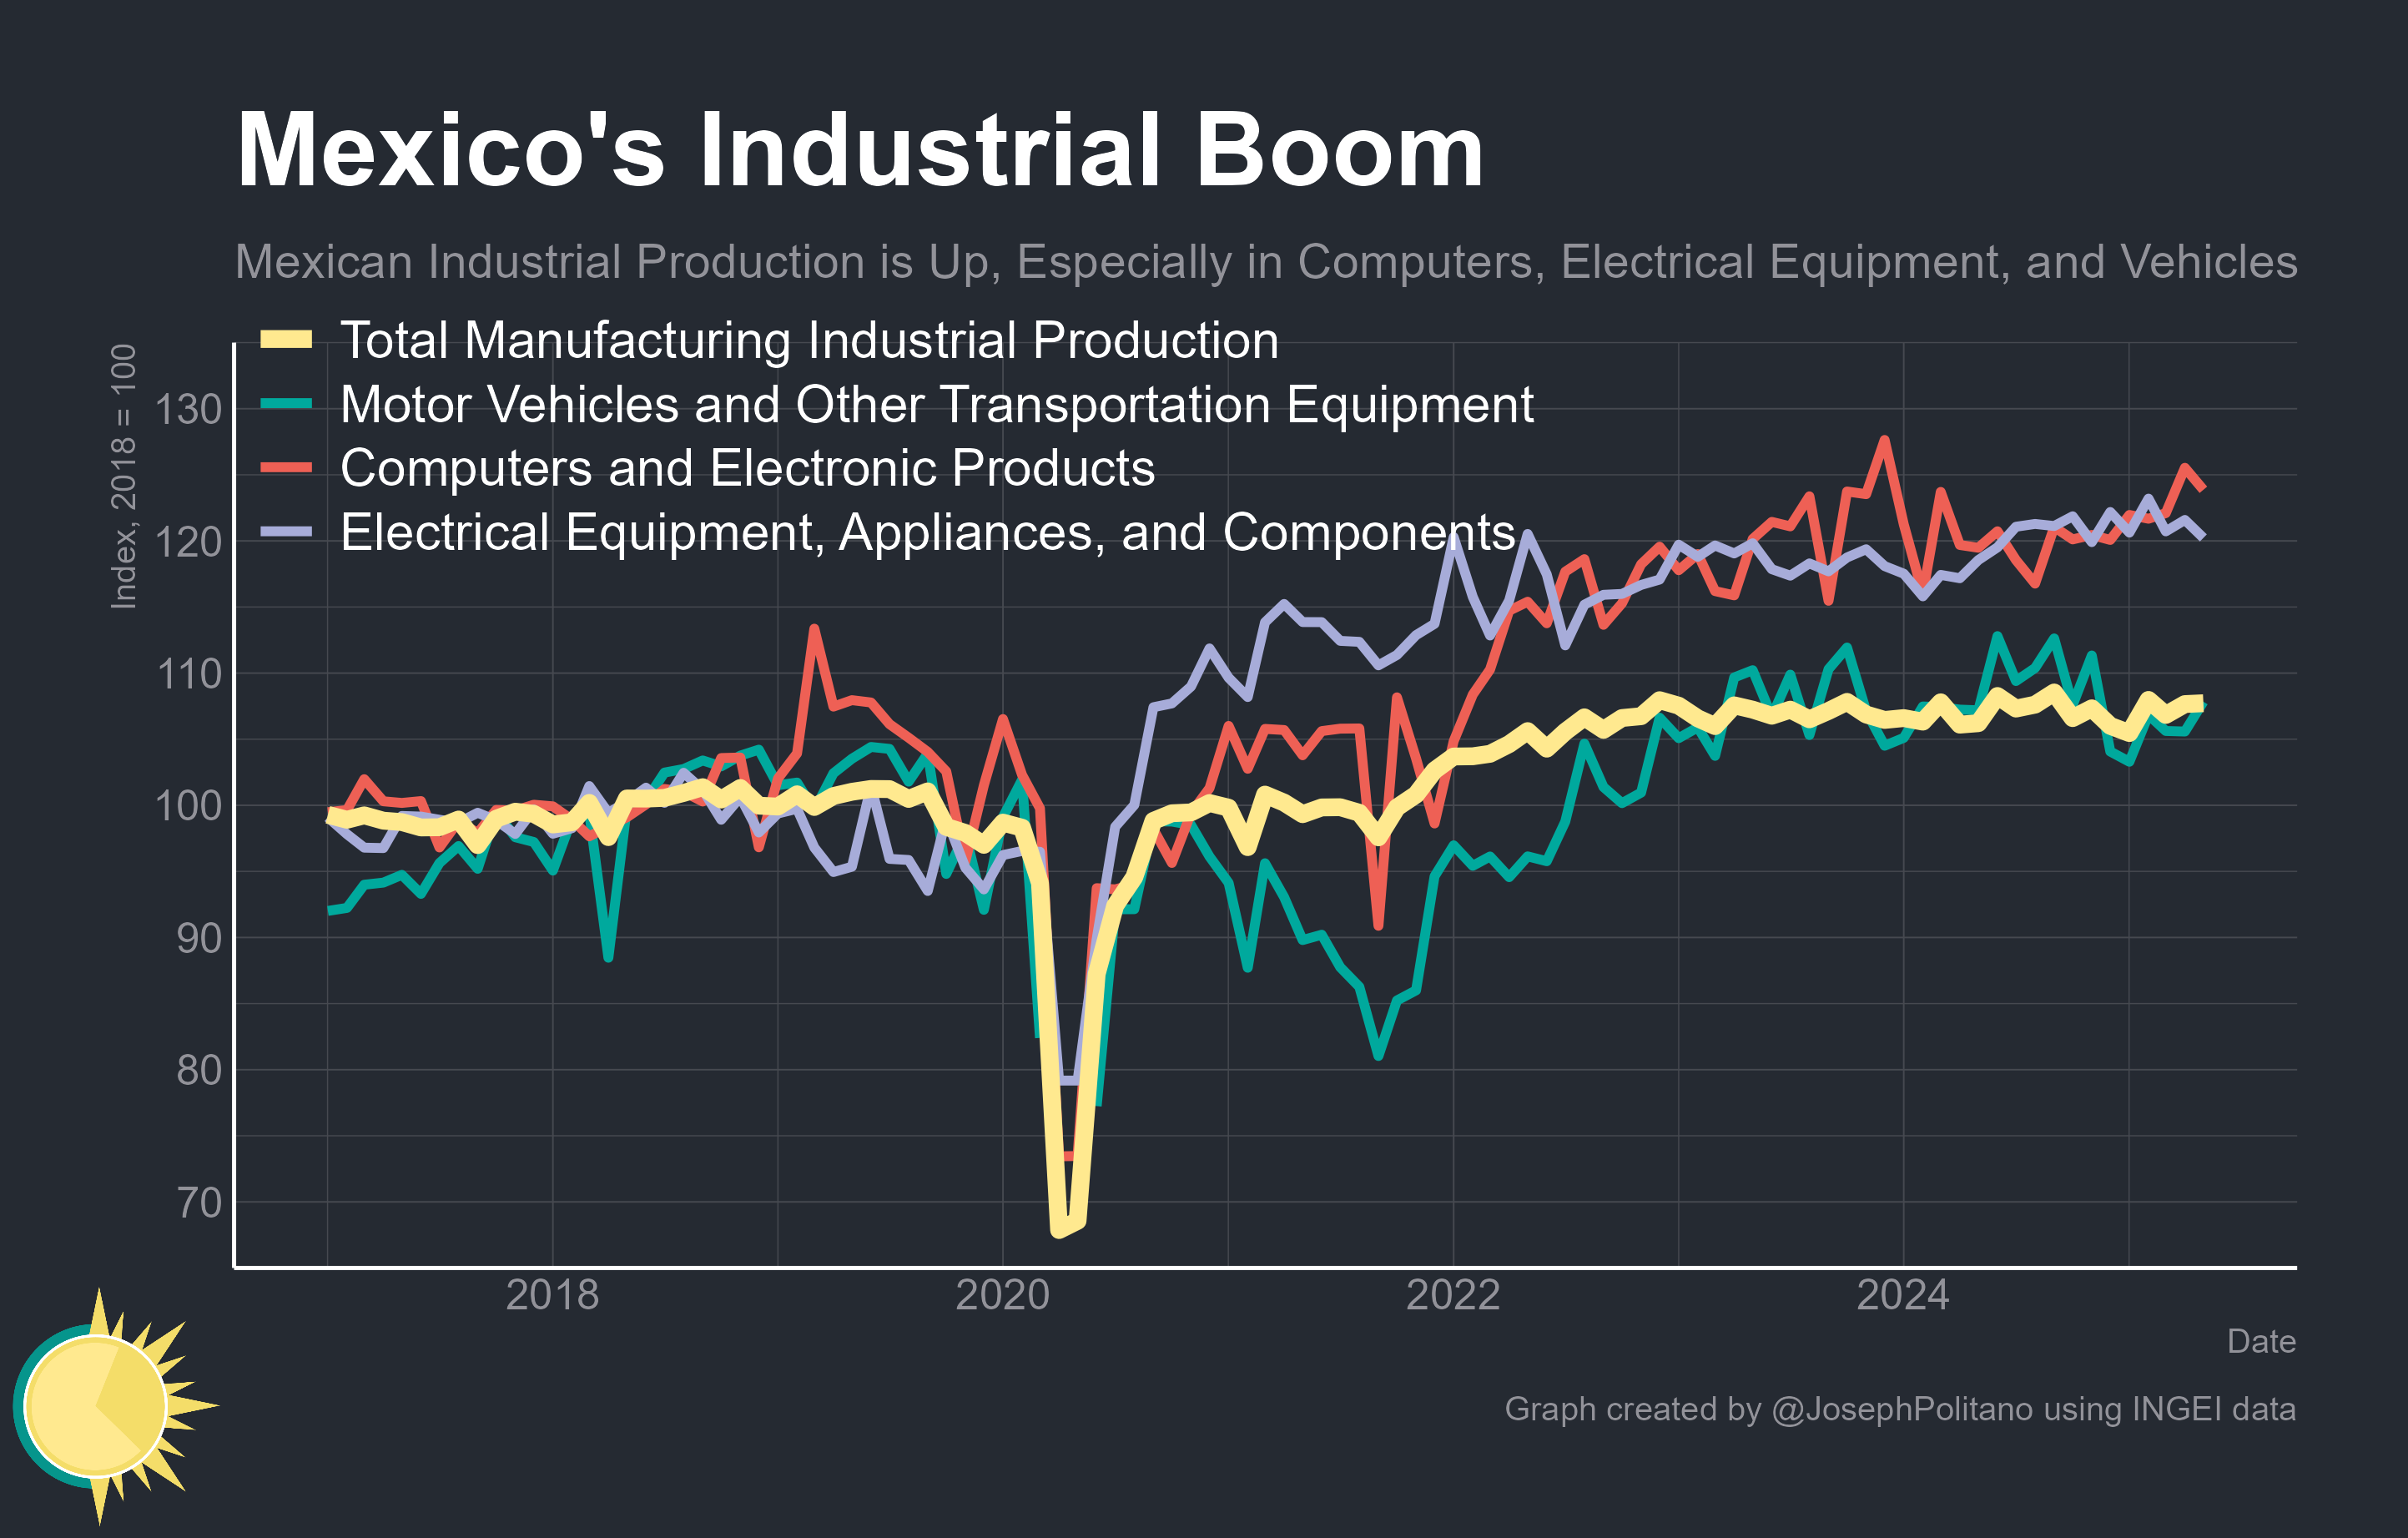 Mexico's Industrial Boom
Mexican Industrial Production is Up, Especially in Computers, Electrical Equipment, and Vehicles
Total Manufacturing Industrial Production
Motor Vehicles and Other Transportation Equipment
Computers and Electronic Products
Electrical Equipment, Appliances, and Components
Index, 2018 = 100
130
120
110
100
90
80
70
2018
2020
2022
2024
Date
Graph created by @JosephPolitano using INGEI data